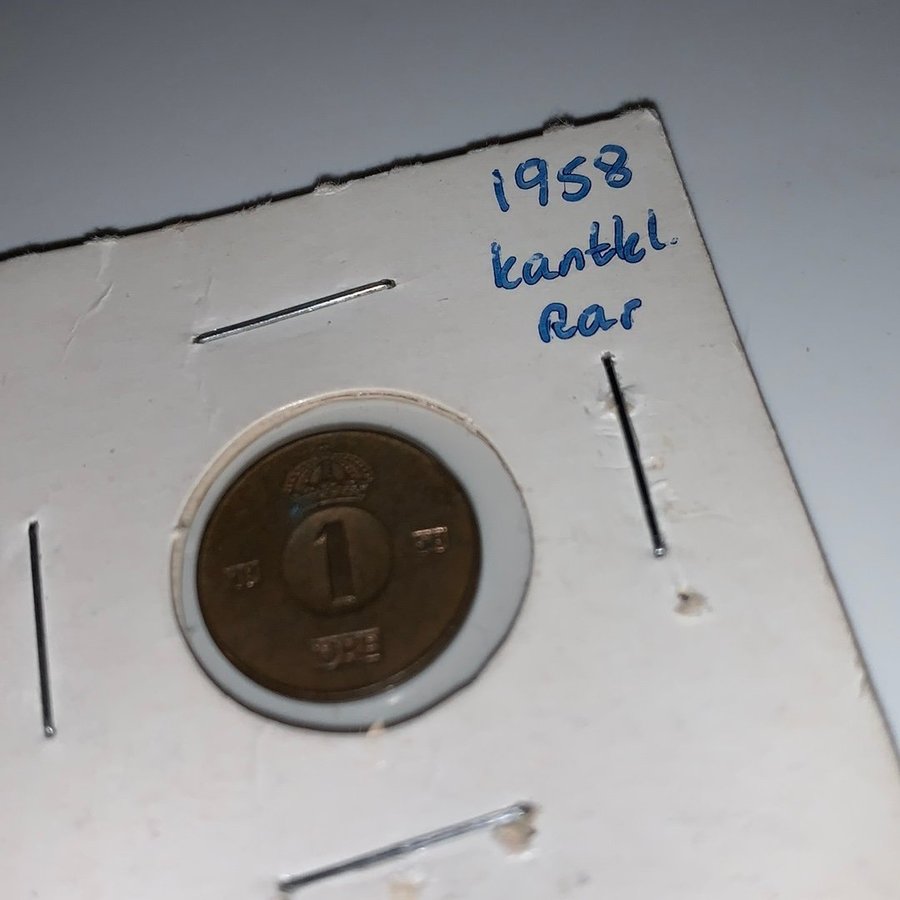 1958
kantkl.
Rar
1
ÖRE